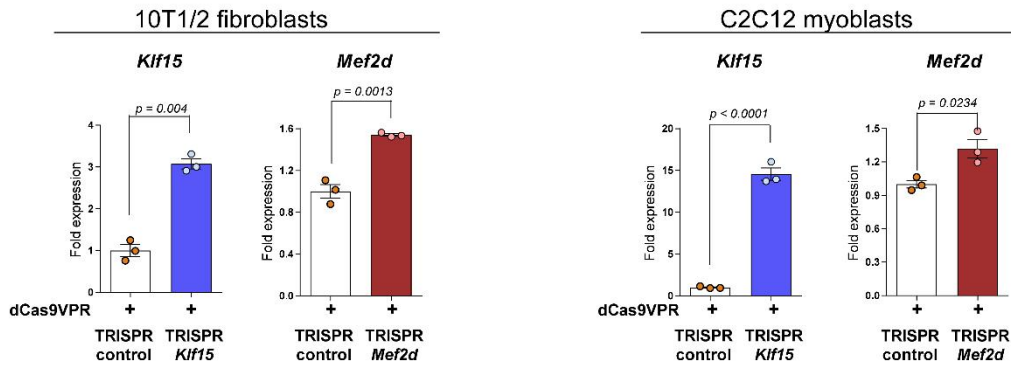 10T1/2 fibroblasts
Klf15
Mef2d
p = 0.004
p = 0.0013
Fold expression
4
3
2
1
0
Fold expression
1.6
1.2
0.8
0.4
0.0
dCas9VPR + + + +
TRISPR control
TRISPR Klf15
TRISPR control
TRISPR Mef2d
C2C12 myoblasts
Klf15
Mef2d
p < 0.0001
p = 0.0234
Fold expression
20
15
10
5
0
Fold expression
1.5
1.2
0.9
0.6
0.3
0.0
dCas9VPR + + + +
TRISPR control
TRISPR Klf15
TRISPR control
TRISPR Mef2d